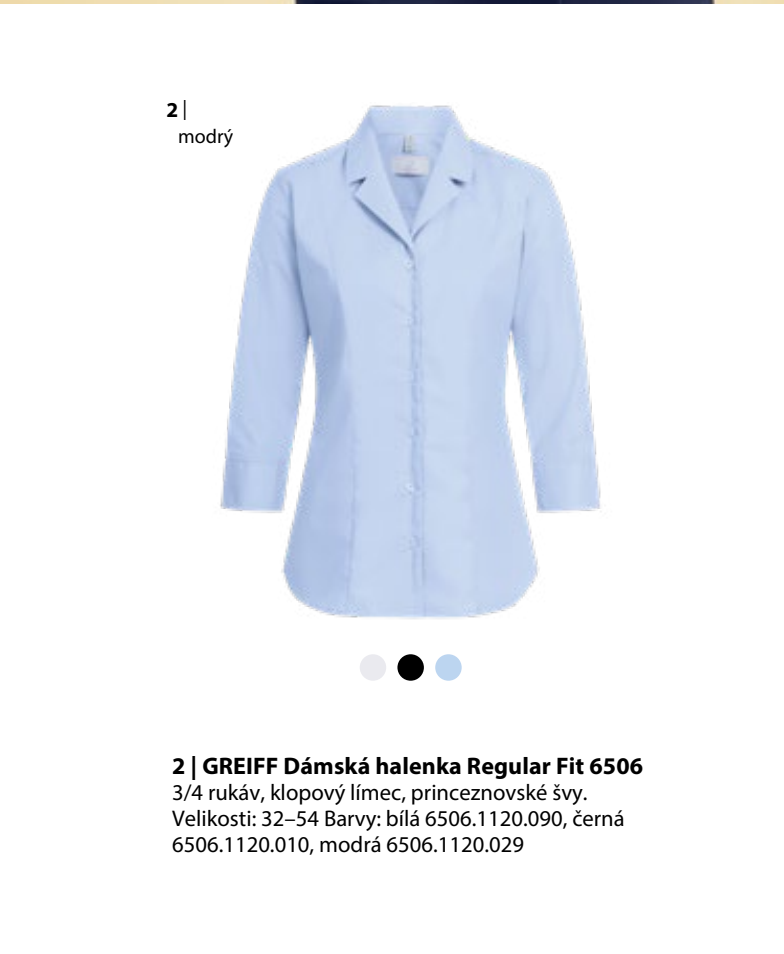 2 |
modrý
2 | GREIFF Dámská halenka Regular Fit 6506
3/4 rukáv, klopový límec, princeznovské švy.
Velikosti: 32–54 Barvy: bílá 6506.1120.090, černá
6506.1120.010, modrá 6506.1120.029